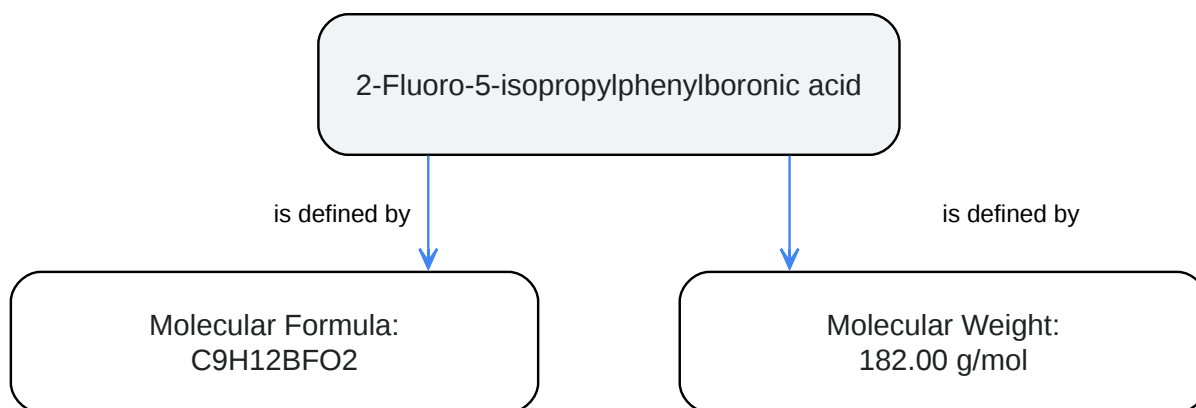 2-Fluoro-5-isopropylphenylboronic acid
is defined by
is defined by
Molecular Formula:
C9H12BFO2
Molecular Weight:
182.00 g/mol